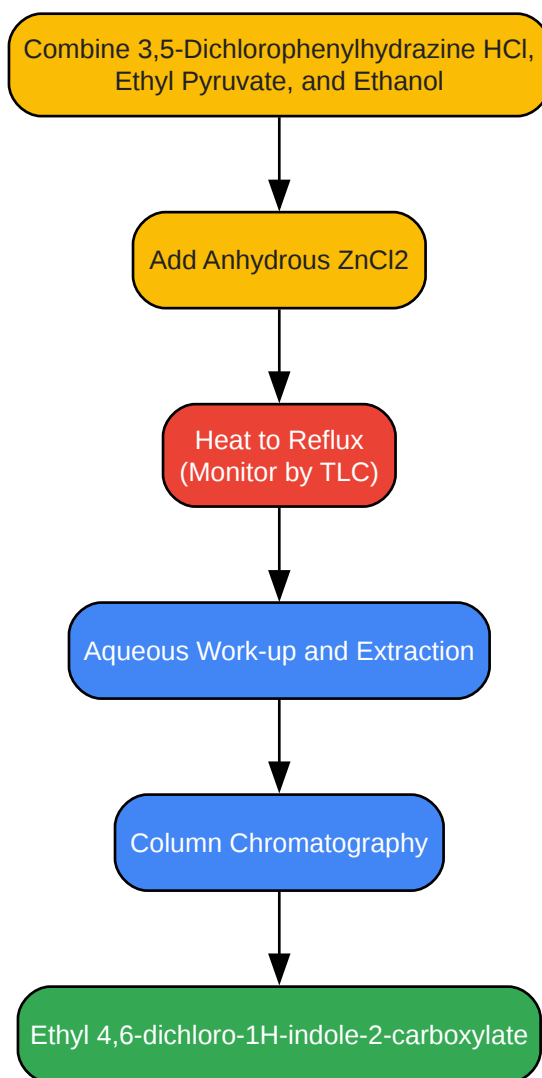 Combine 3,5-Dichlorophenylhydrazine HCl,
Ethyl Pyruvate, and Ethanol
Add Anhydrous ZnCl2
Heat to Reflux
(Monitor by TLC)
Aqueous Work-up and Extraction
Column Chromatography
Ethyl 4,6-dichloro-1H-indole-2-carboxylate